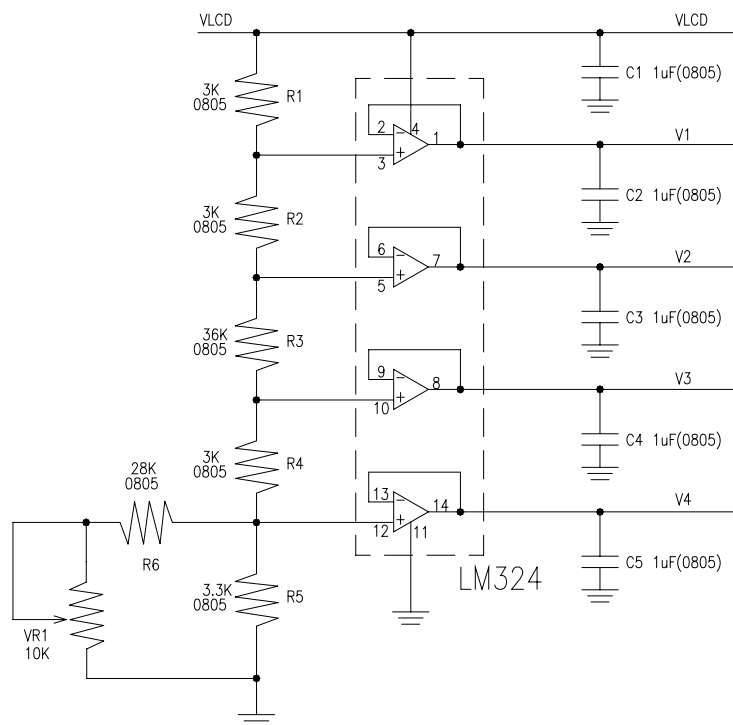 VLCD
VLCD
3K
0805
R1
C1 1uF(0805)
2
4
1
3
V1
3K
0805
R2
C2 1uF(0805)
6
7
5
V2
36K
0805
R3
C3 1uF(0805)
9
8
10
V3
3K
0805
R4
C4 1uF(0805)
28K
0805
R6
13
14
12
11
V4
3.3K
0805
R5
LM324
C5 1uF(0805)
VR1
10K